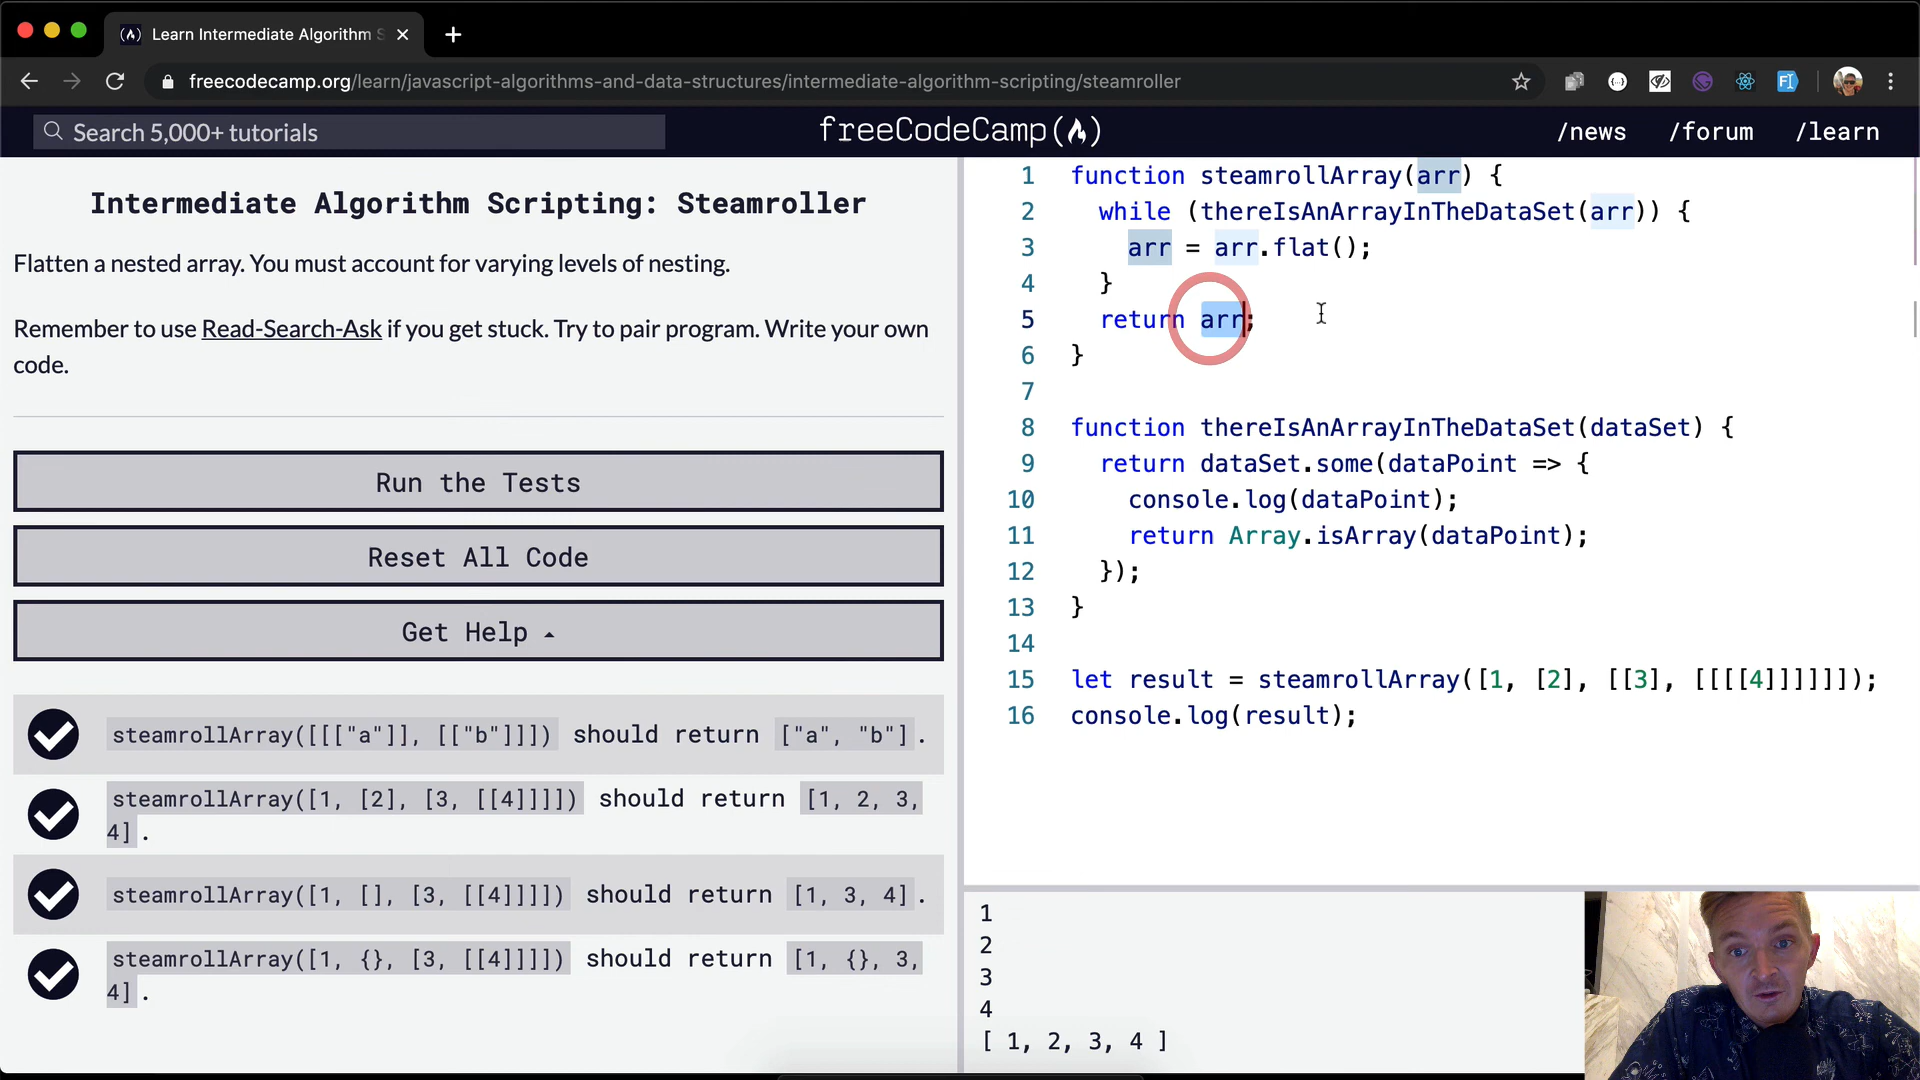 Learn Intermediate Algorithm S
freecodecamp.org/learn/javascript-algorithms-and-data-structures/intermediate-algorithm-scripting/steamroller
Search 5,000+ tutorials
freeCodeCamp
/news
/forum
/learn
Intermediate Algorithm Scripting: Steamroller
Flatten a nested array. You must account for varying levels of nesting.
Remember to use Read-Search-Ask if you get stuck. Try to pair program. Write your own
code.
Run the Tests
Reset All Code
Get Help
steamrollArray([[["a"]], [["b"]]]) should return ["a", "b"].
steamrollArray([1, [2], [3, [[4]]]]) should return [1, 2, 3,
4].
steamrollArray([1, [], [3, [[4]]]]) should return [1, 3, 4].
steamrollArray([1, {}, [3, [[4]]]]) should return [1, {}, 3,
4].
1 function steamrollArray(arr) {
2 while (thereIsAnArrayInTheDataSet(arr)) {
3 arr = arr.flat();
4 }
5 return arr;
6 }
7
8 function thereIsAnArrayInTheDataSet(dataSet) {
9 return dataSet.some(dataPoint => {
10 console.log(dataPoint);
11 return Array.isArray(dataPoint);
12 });
13 }
14
15 let result = steamrollArray([1, [2], [[3], [[[[4]]]]]]);
16 console.log(result);
1
2
3
4
[ 1, 2, 3, 4 ]